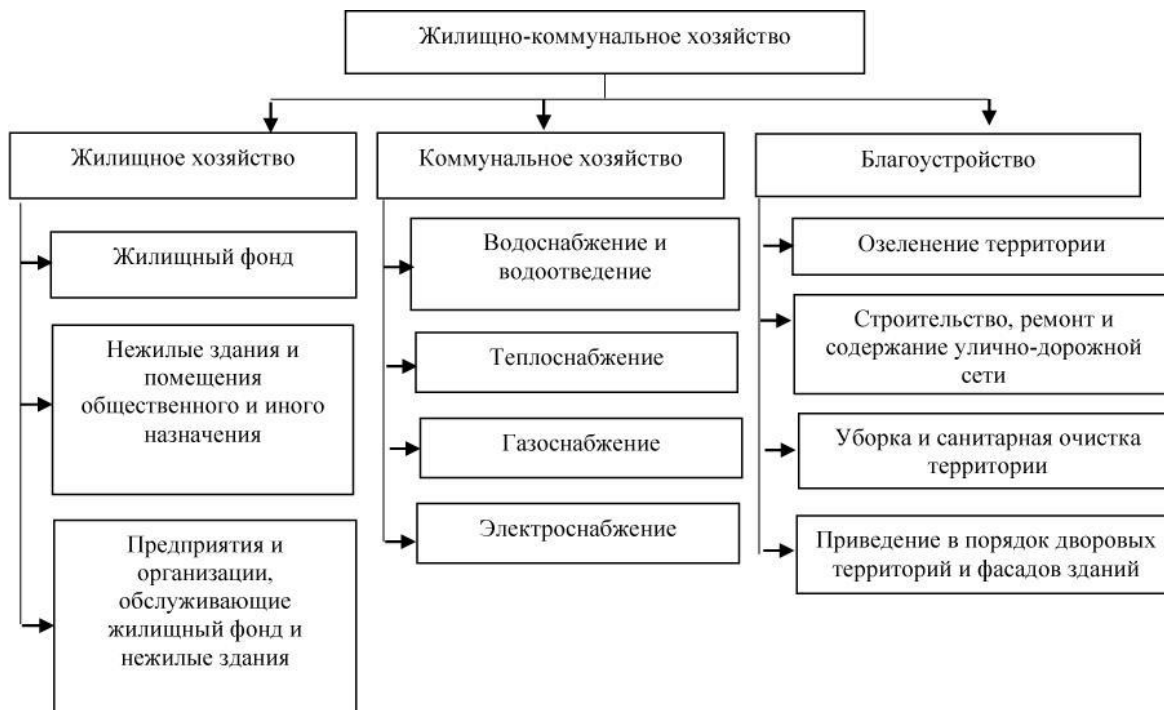 Жилищно-коммунальное хозяйство
Жилищное хозяйство
Коммунальное хозяйство
Благоустройство
Жилищный фонд
Нежилые здания и
помещения
общественного и иного
назначения
Предприятия и
организации,
обслуживающие
жилищный фонд и
нежилые здания
Водоснабжение и
водоотведение
Теплоснабжение
Газоснабжение
Электроснабжение
Озеленение территории
Строительство, ремонт и
содержание улично-дорожной
сети
Уборка и санитарная очистка
территории
Приведение в порядок дворовых
территорий и фасадов зданий